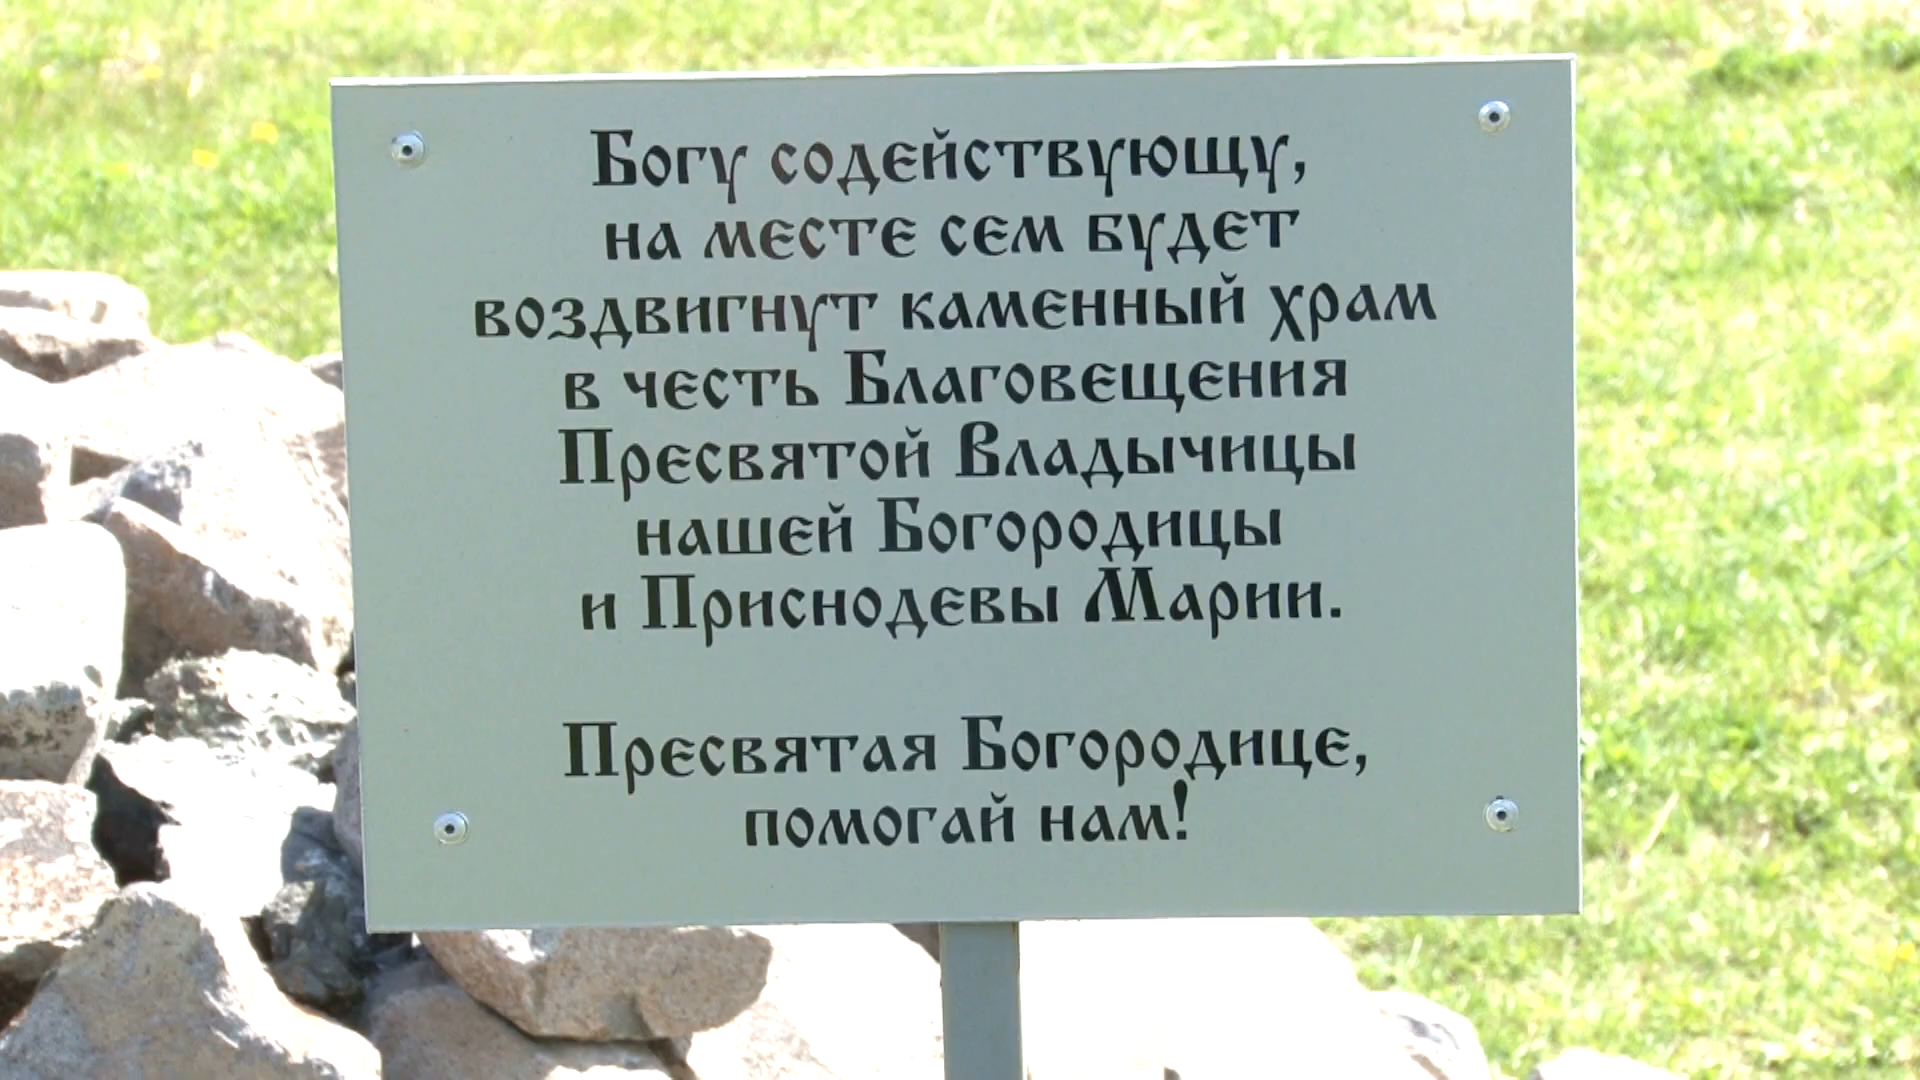 Богу содействующу,
на месте сем будет
воздвигнут каменный храм
в честь Благовещения
Пресвятой Владычицы
нашей Богородицы
и Приснодевы Марии.
Пресвятая Богородице,
помогай нам!